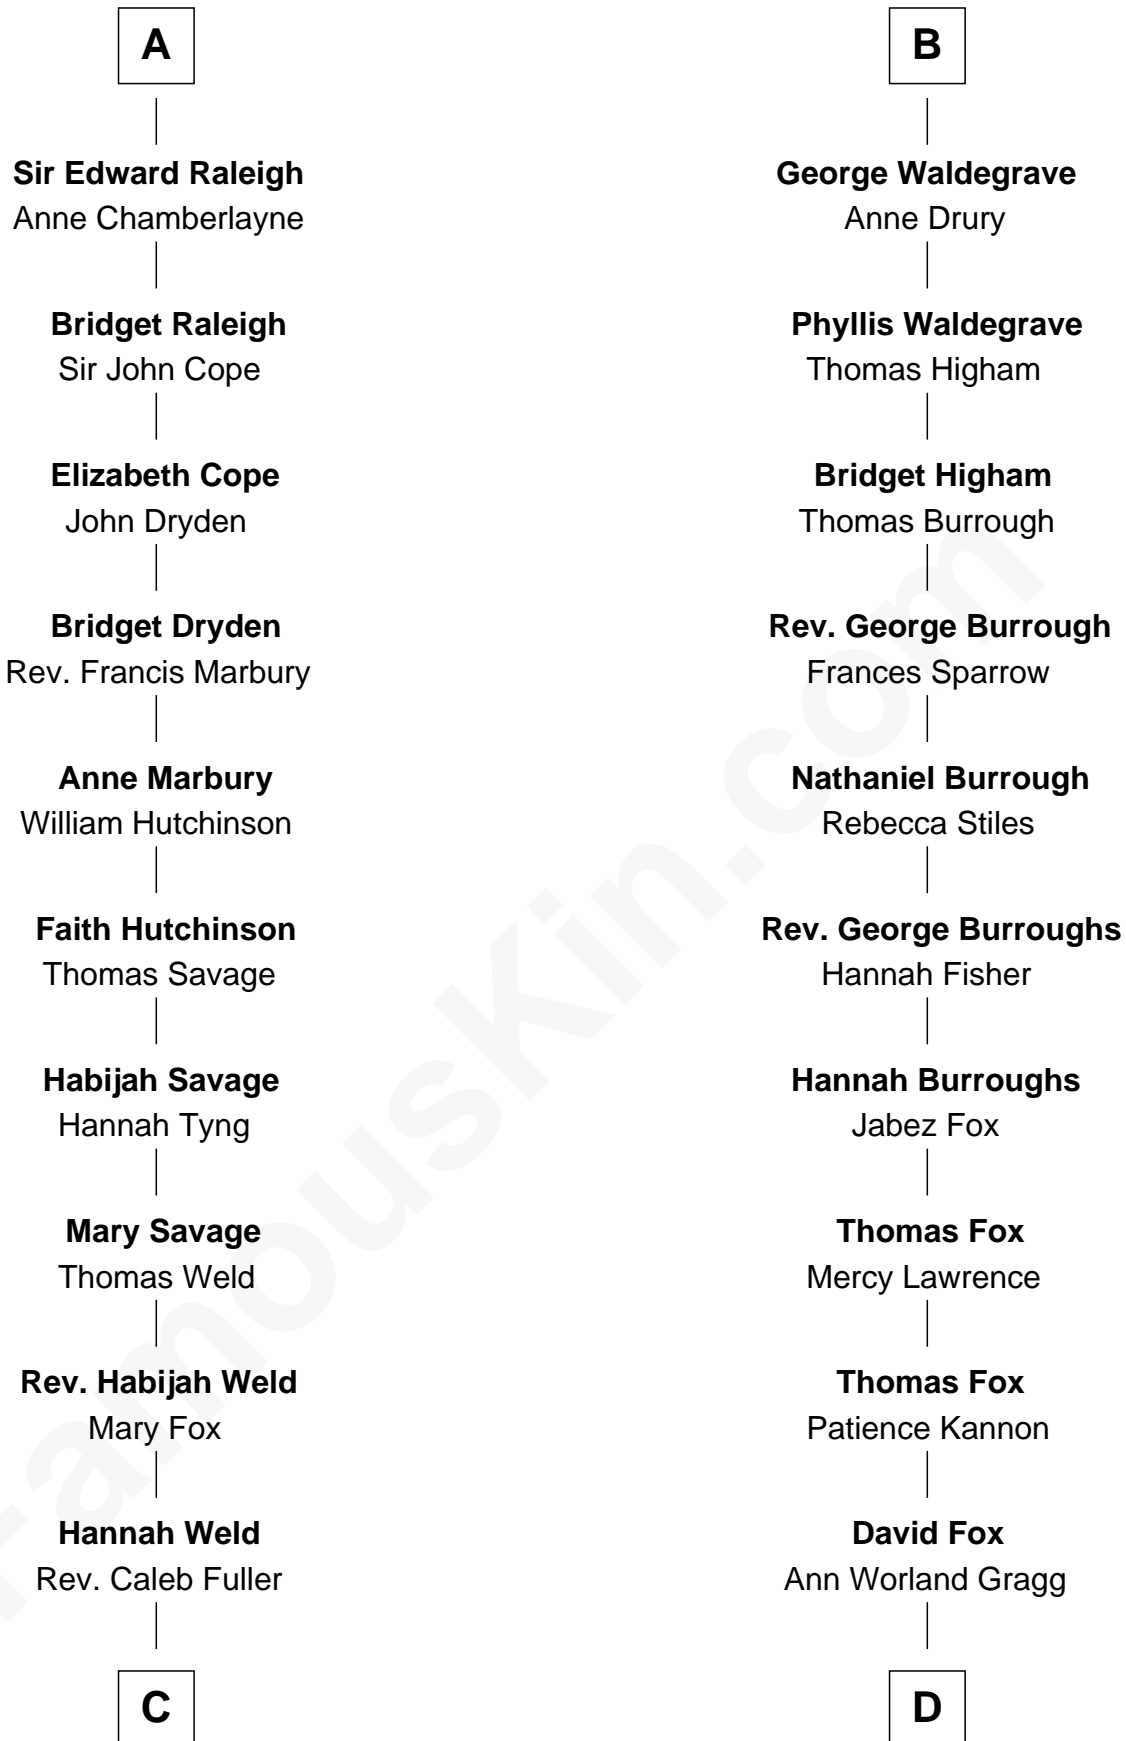 A
Sir Edward Raleigh
Anne Chamberlayne
Bridget Raleigh
Sir John Cope
Elizabeth Cope
John Dryden
Bridget Dryden
Rev. Francis Marbury
Anne Marbury
William Hutchinson
Faith Hutchinson
Thomas Savage
Habijah Savage
Hannah Tyng
Mary Savage
Thomas Weld
Rev. Habijah Weld
Mary Fox
Hannah Weld
Rev. Caleb Fuller
C
B
George Waldegrave
Anne Drury
Phyllis Waldegrave
Thomas Higham
Bridget Higham
Thomas Burrough
Rev. George Burrough
Frances Sparrow
Nathaniel Burrough
Rebecca Stiles
Rev. George Burroughs
Hannah Fisher
Hannah Burroughs
Jabez Fox
Thomas Fox
Mercy Lawrence
Thomas Fox
Patience Kannon
David Fox
Ann Worland Gragg
D
FamousKin.com